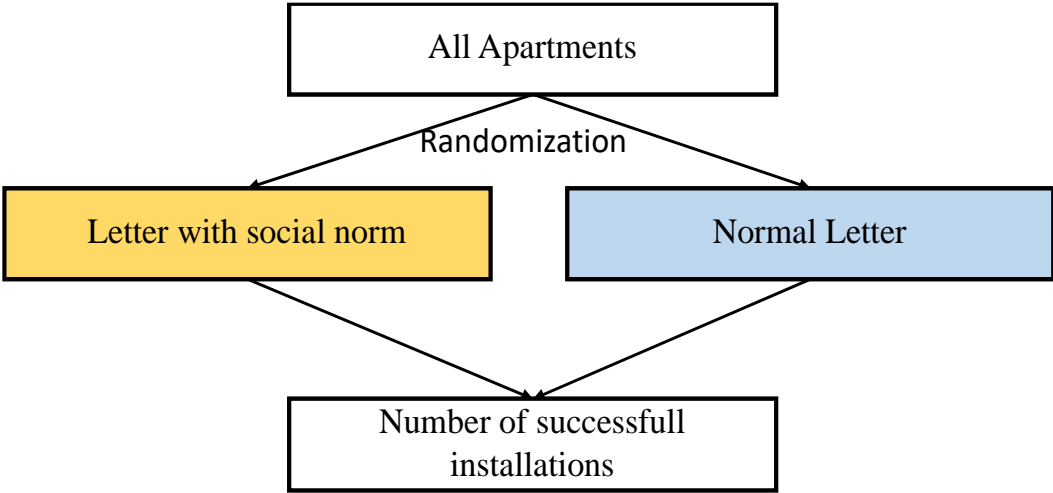 All Apartments
Randomization
Letter with social norm
Normal Letter
Number of successfull
installations